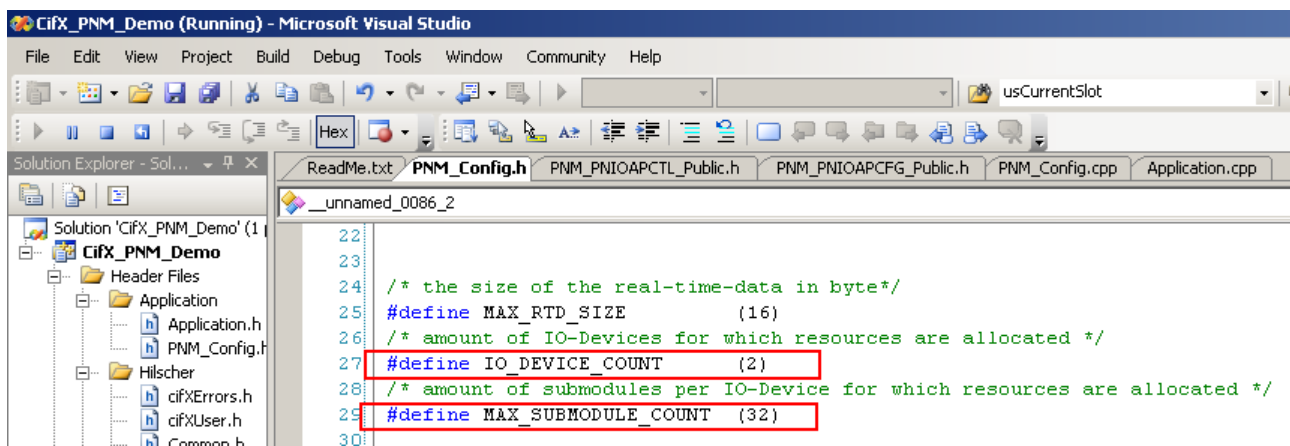 CifX_PNM_Demo (Running) - Microsoft Visual Studio
File Edit View Project Build Debug Tools Window Community Help
usCurrentSlot
Hex
Solution Explorer - Sol...
ReadMe.txt PNM_Config.h PNM_PNIOAPCTL_Public.h PNM_PNIOAPCFG_Public.h PNM_Config.cpp Application.cpp
__unnamed_0086_2
Solution 'CifX_PNM_Demo' (1
CifX_PNM_Demo
Header Files
Application
Application.h
PNM_Config.h
Hilscher
cifXErrors.h
cifXUser.h
Common.h
22
23
24 /* the size of the real-time-data in byte*/
25 #define MAX_RTD_SIZE (16)
26 /* amount of IO-Devices for which resources are allocated */
27 #define IO_DEVICE_COUNT (2)
28 /* amount of submodules per IO-Device for which resources are allocated */
29 #define MAX_SUBMODULE_COUNT (32)
30